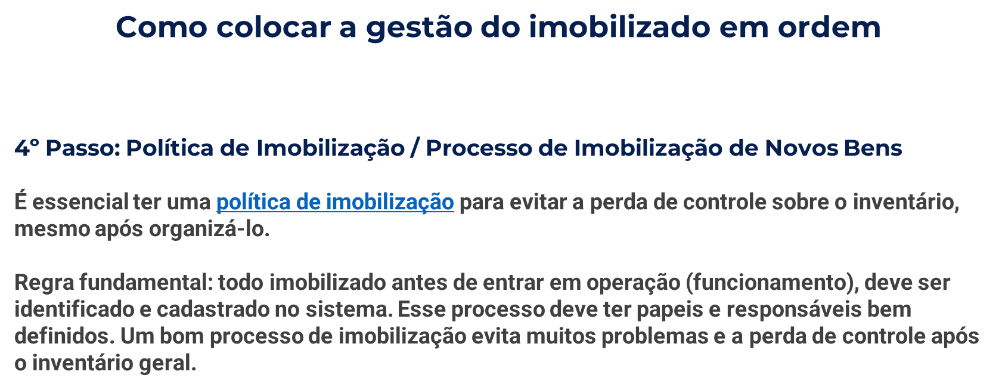 Como colocar a gestão do imobilizado em ordem
4º Passo: Política de Imobilização / Processo de Imobilização de Novos Bens
É essencial ter uma política de imobilização para evitar a perda de controle sobre o inventário,
mesmo após organizá-lo.
Regra fundamental: todo imobilizado antes de entrar em operação (funcionamento), deve ser
identificado e cadastrado no sistema. Esse processo deve ter papeis e responsáveis bem
definidos. Um bom processo de imobilização evita muitos problemas e a perda de controle após
o inventário geral.